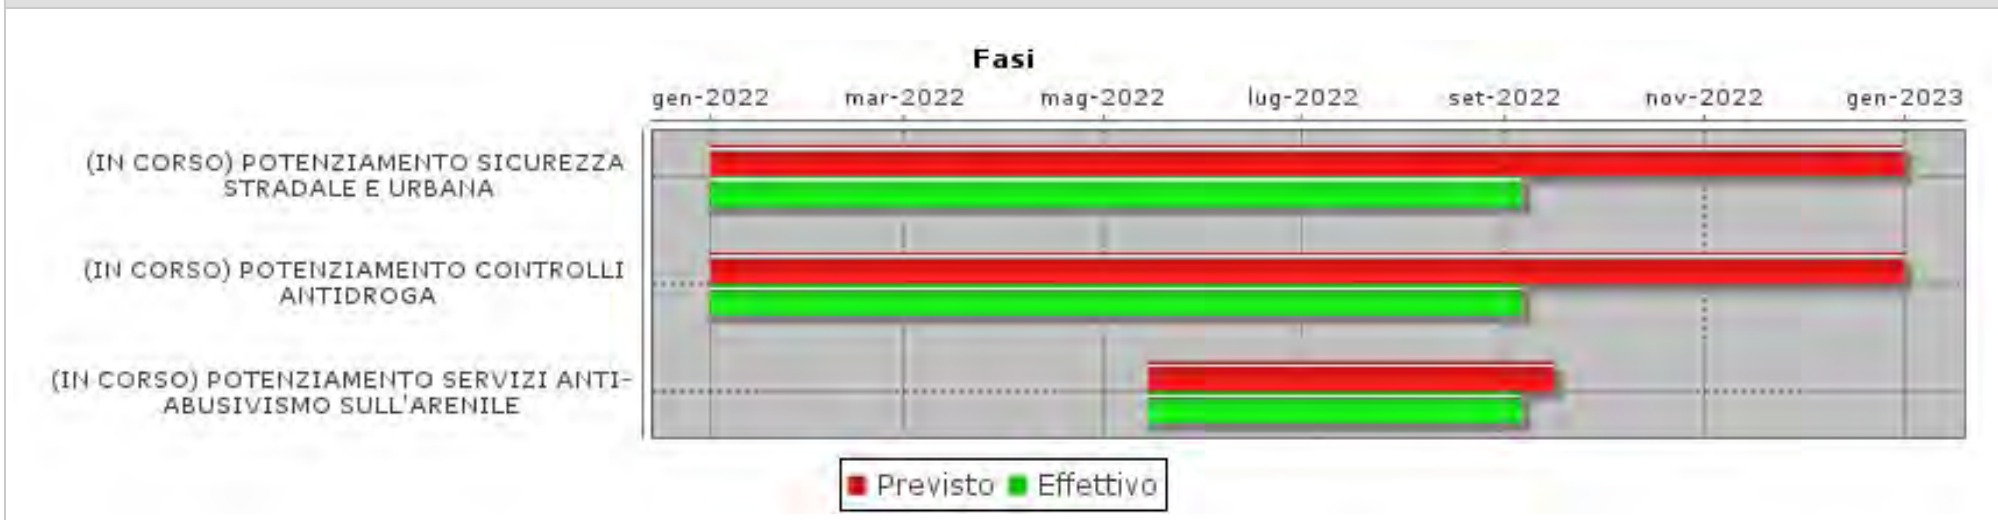 Fasi
gen-2022 mar-2022 mag-2022 lug-2022 set-2022 nov-2022 gen-2023
(IN CORSO) POTENZIAMENTO SICUREZZA
STRADALE E URBANA
(IN CORSO) POTENZIAMENTO CONTROLLI
ANTIDROGA
(IN CORSO) POTENZIAMENTO SERVIZI ANTI-
ABUSIVISMO SULL'ARENILE
Previsto Effettivo